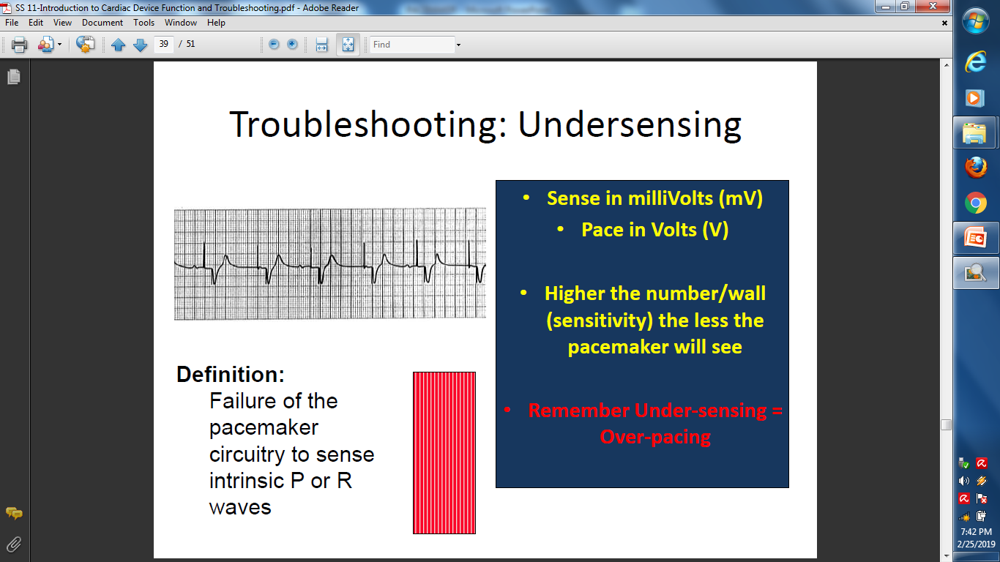 SS 11-Introduction to Cardiac Device Function and Troubleshooting.pdf - Adobe Reader
File Edit View Document Tools Window Help
39 / 51
Find
Troubleshooting: Undersensing
• Sense in milliVolts (mV)
• Pace in Volts (V)
• Higher the number/wall
(sensitivity) the less the
pacemaker will see
• Remember Under-sensing =
Over-pacing
Definition:
Failure of the
pacemaker
circuitry to sense
intrinsic P or R
waves
7:42 PM
2/25/2019